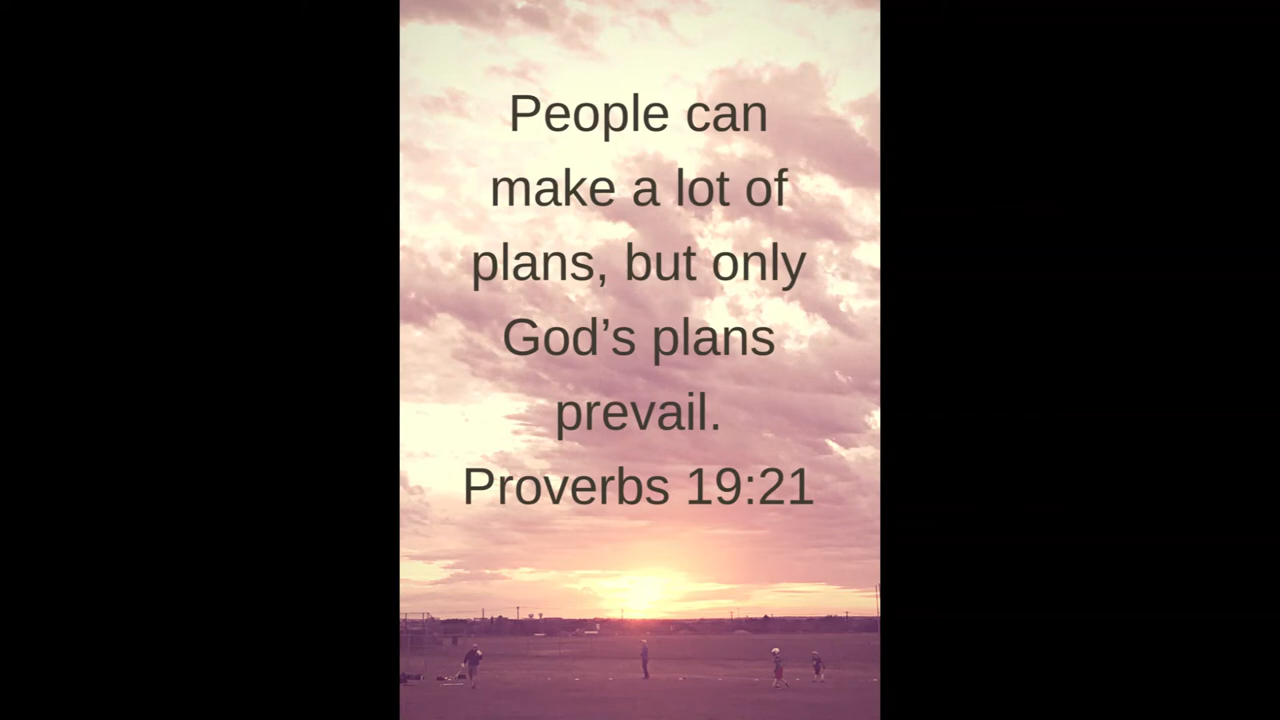 People can
make a lot of
plans, but only
God’s plans
prevail.
Proverbs 19:21